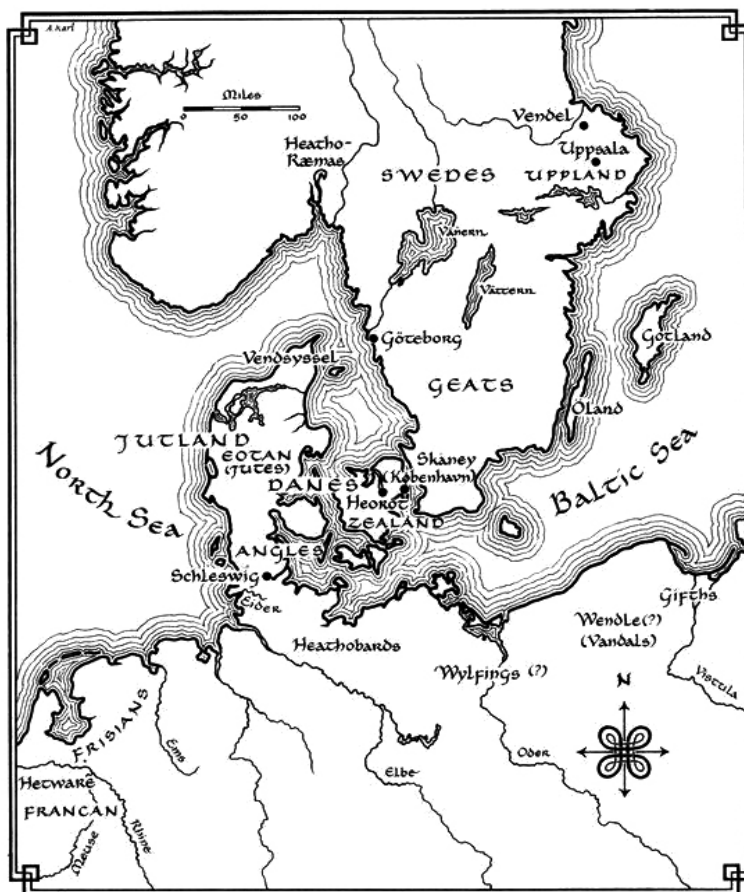 A. Karl
Miles
0 50 100
Vendel
Heatho-
Ræmas
Uppsala
SWEDES
UPPLAND
Vänern
Vättern
Gotland
Göteborg
Vendsyssel
GEATS
Öland
JUTLAND
EOTAN
(JUTES)
Skåney
(København)
DANES
Heorot
ZEALAND
North Sea
Baltic Sea
ANGLES
Schleswig
Eider
Gifths
Wendle (?)
(Vandals)
Heathobards
Wylfings (?)
Vistula
N
FRISIANS
Ems
Elbe
Oder
Hetware
FRANCAN
Meuse
Rhine